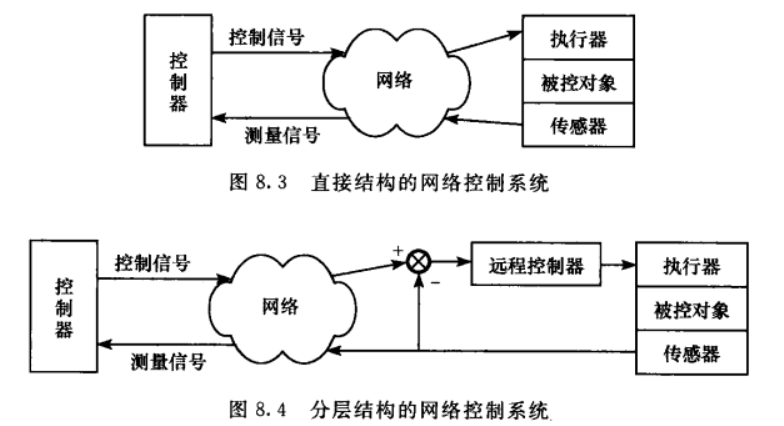 控制器
控制信号
测量信号
网络
执行器
被控对象
传感器
图 8.3 直接结构的网络控制系统
控制器
控制信号
测量信号
网络
+
−
远程控制器
执行器
被控对象
传感器
图 8.4 分层结构的网络控制系统